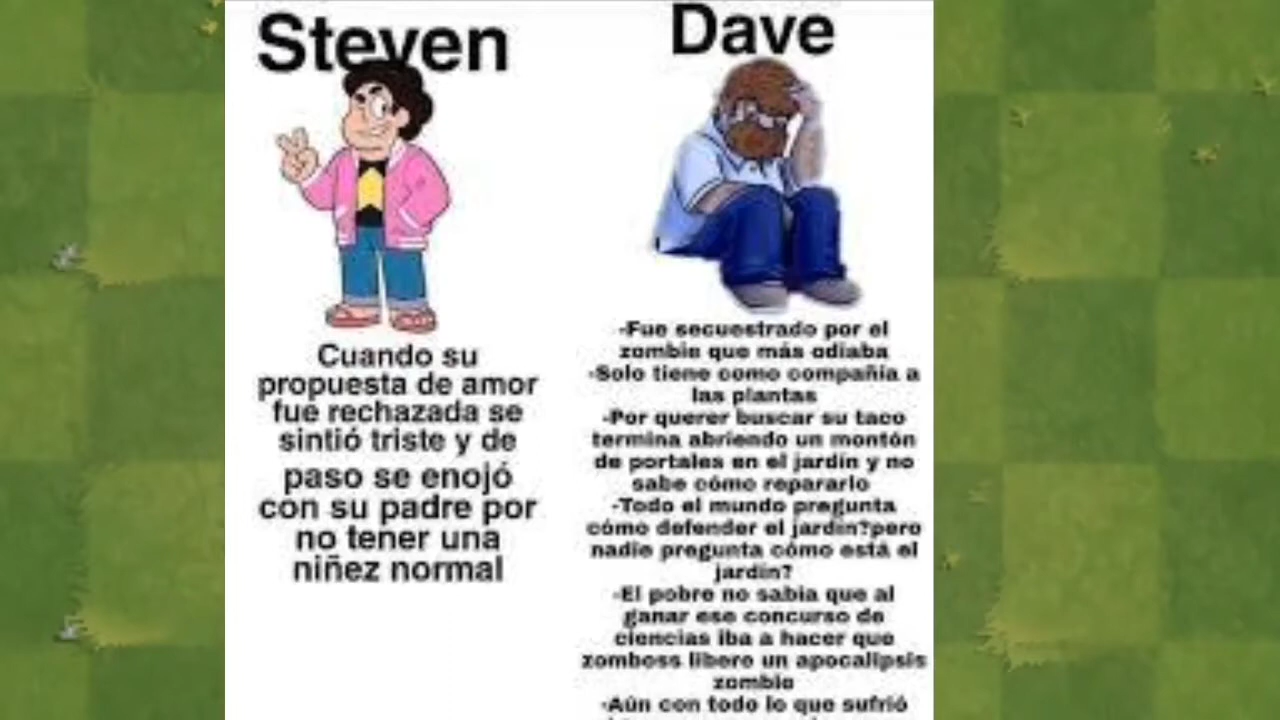 Steven
Cuando su
propuesta de amor
fue rechazada se
sintió triste y de
paso se enojó
con su padre por
no tener una
niñez normal
Dave
-Fue secuestrado por el
zombie que más odiaba
-Solo tiene como compañia a
las plantas
-Por querer buscar su taco
termina abriendo un montón
de portales en el jardín y no
sabe cómo repararlo
-Todo el mundo pregunta
cómo defender el jardin?pero
nadie pregunta cómo está el
jardin?
-El pobre no sabia que al
ganar ese concurso de
ciencias iba a hacer que
zomboss libere un apocalipsis
zombie
-Aún con todo lo que sufrió